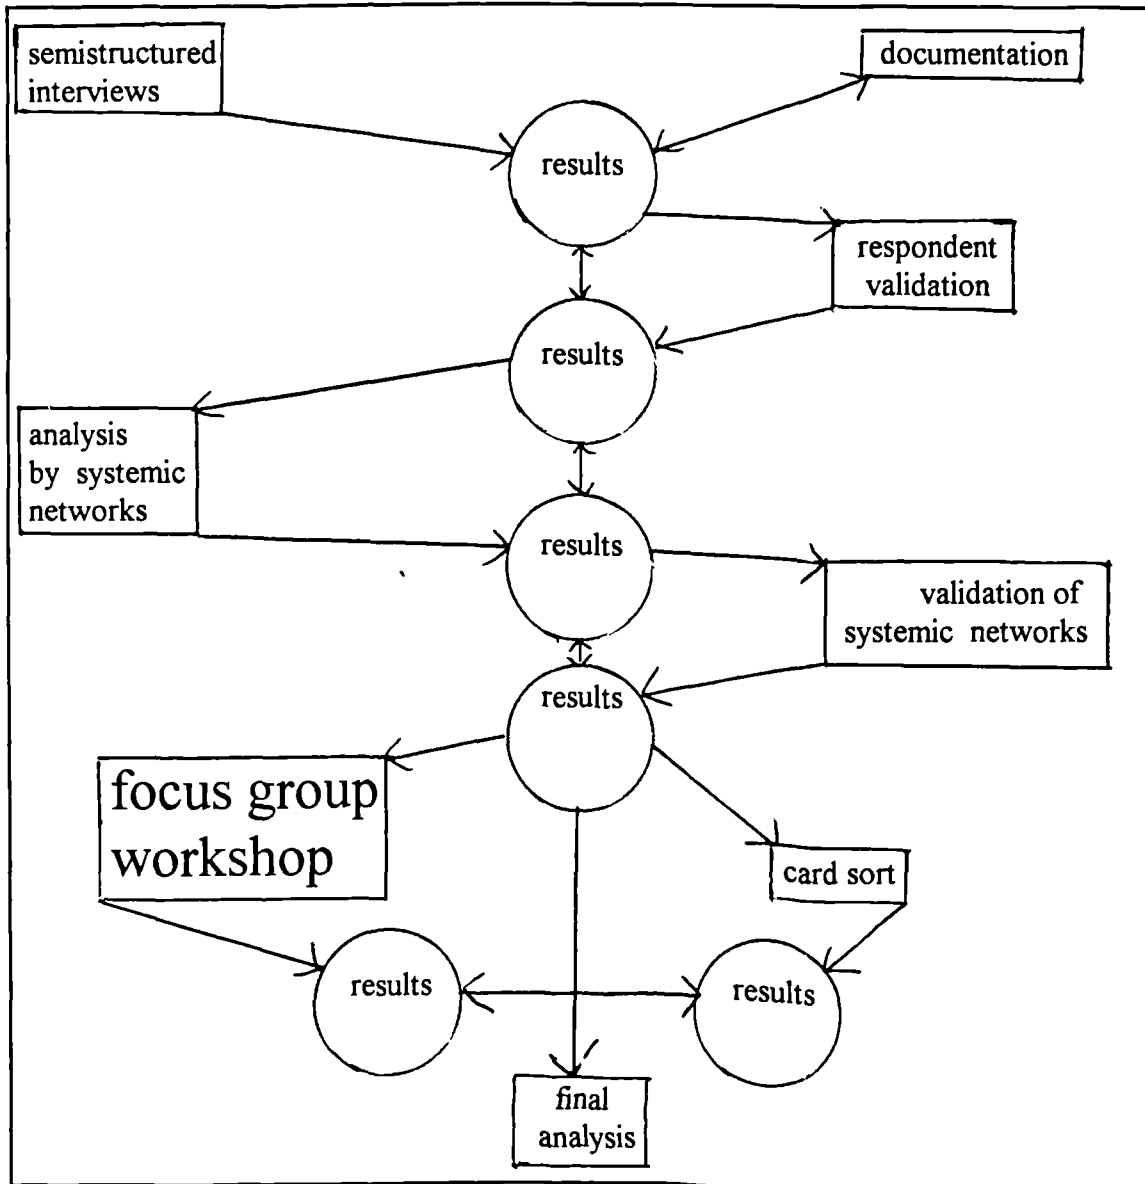 semistructured
interviews
documentation
results
respondent
validation
results
analysis
by systemic
networks
results
validation of
systemic networks
results
focus group
workshop
card sort
results
results
final
analysis